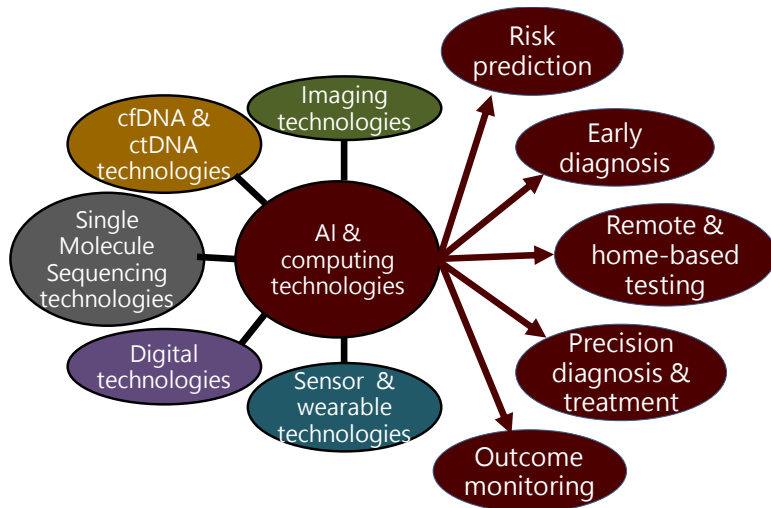 Risk
prediction
Imaging
technologies
cfDNA &
ctDNA
technologies
Early
diagnosis
Single
Molecule
Sequencing
technologies
AI &
computing
technologies
Remote &
home-based
testing
Digital
technologies
Precision
diagnosis &
treatment
Sensor &
wearable
technologies
Outcome
monitoring